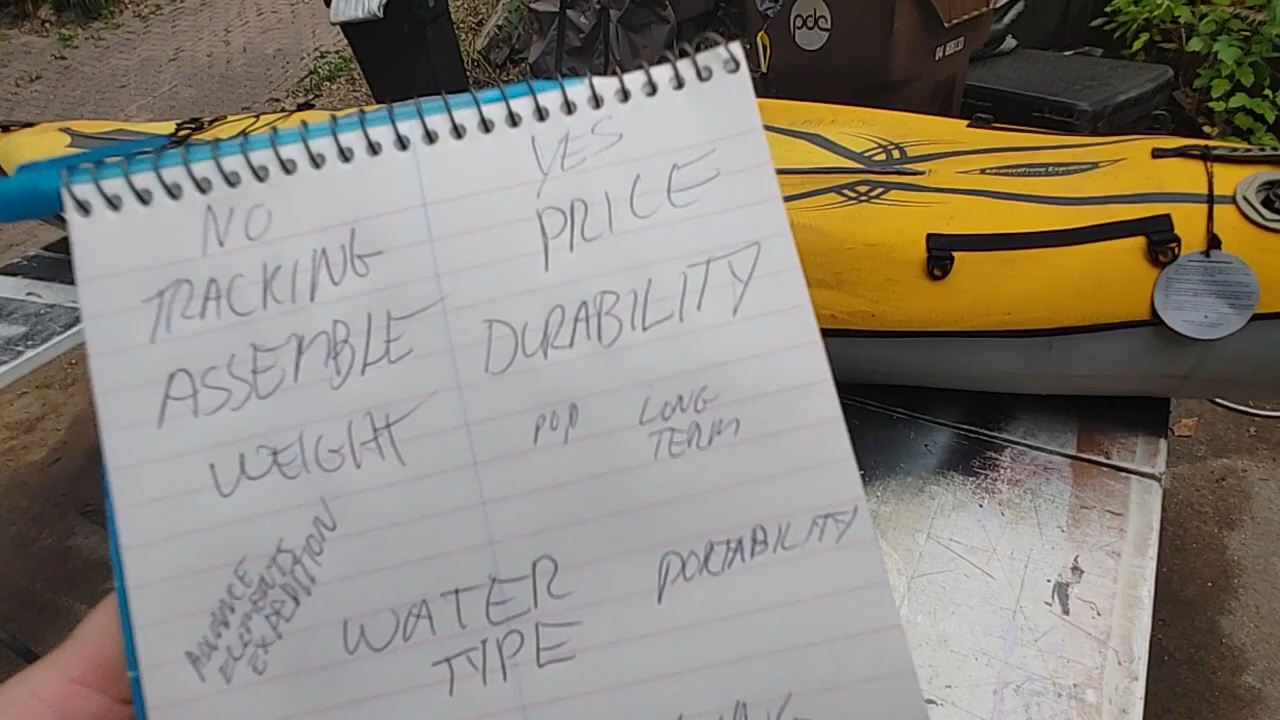 pdc
YES
NO
PRICE
TRACKING
DURABILITY
ASSEMBLE
POP
LONG
TERM
WEIGHT
PORTABILITY
ADVANCE
ELEMENTS
EXPEDITION
WATER
TYPE